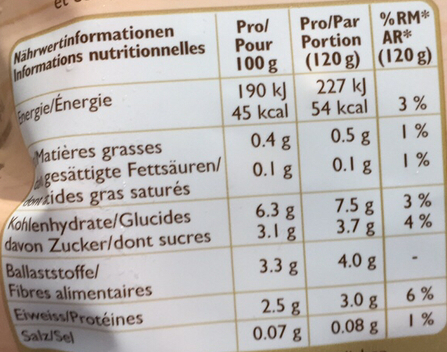 Nährwertinformationen
Informations nutritionnelles
Pro/ Pour 100 g
Pro/Par Portion (120 g)
%RM* AR* (120 g)
Energie/Énergie 190 kJ 227 kJ
45 kcal 54 kcal 3 %
Matières grasses 0.4 g 0.5 g 1 %
gesättigte Fettsäuren/ 0.1 g 0.1 g 1 %
acides gras saturés
Kohlenhydrate/Glucides 6.3 g 7.5 g 3 %
davon Zucker/dont sucres 3.1 g 3.7 g 4 %
Ballaststoffe/ 3.3 g 4.0 g -
Fibres alimentaires
Eiweiss/Protéines 2.5 g 3.0 g 6 %
Salz/Sel 0.07 g 0.08 g 1 %